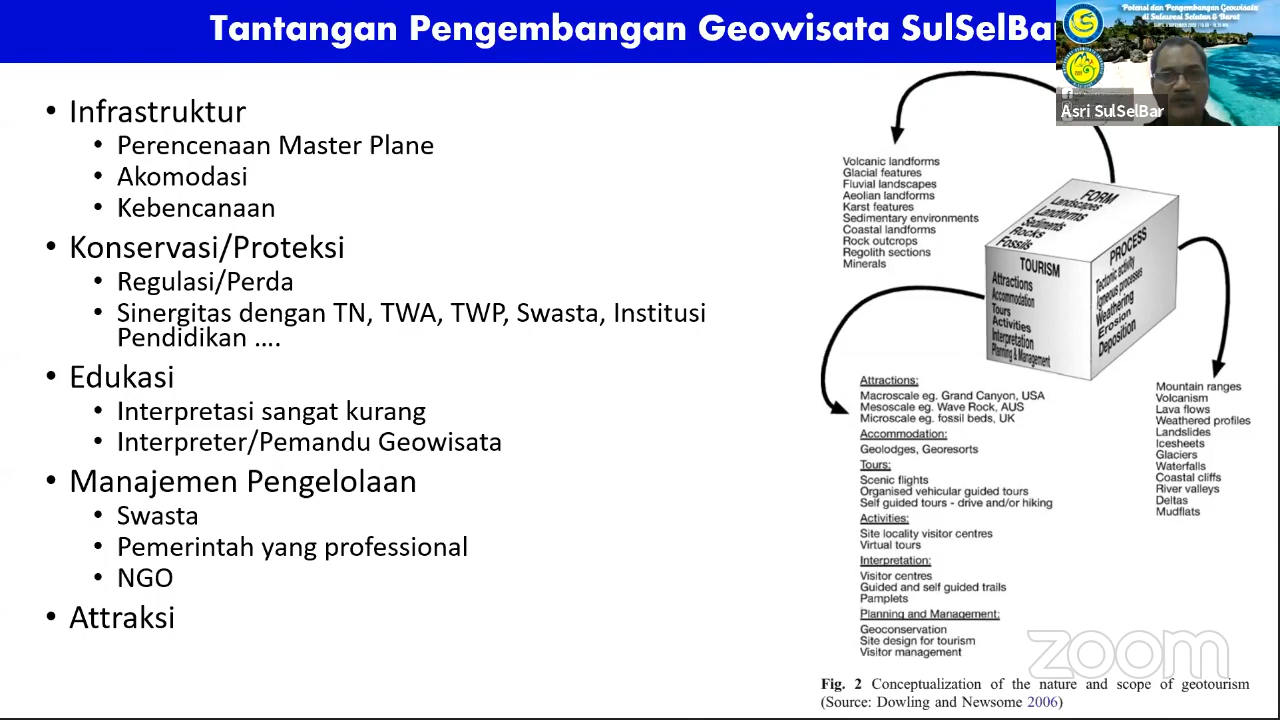 Tantangan Pengembangan Geowisata SulSelBar
Potensi dan Pengembangan Geowisata
di Sulawesi Selatan & Barat
Asri SulSelBar
• Infrastruktur
• Perencenaan Master Plane
• Akomodasi
• Kebencanaan
• Konservasi/Proteksi
• Regulasi/Perda
• Sinergitas dengan TN, TWA, TWP, Swasta, Institusi
Pendidikan ….
• Edukasi
• Interpretasi sangat kurang
• Interpreter/Pemandu Geowisata
• Manajemen Pengelolaan
• Swasta
• Pemerintah yang professional
• NGO
• Attraksi
Volcanic landforms
Glacial features
Fluvial landscapes
Aeolian landforms
Karst features
Sedimentary environments
Coastal landforms
Rock outcrops
Regolith sections
Minerals
FORM
Landscapes
Landforms
Sediments
Rocks
Fossils
TOURISM
Attractions
Accommodation
Tours
Activities
Interpretation
Planning & Management
PROCESS
Tectonic activity
Igneous processes
Weathering
Erosion
Deposition
Attractions:
Macroscale eg. Grand Canyon, USA
Mesoscale eg. Wave Rock, AUS
Microscale eg. fossil beds, UK
Accommodation:
Geolodges, Georesorts
Tours:
Scenic flights
Organised vehicular guided tours
Self guided tours - drive and/or hiking
Activities:
Site locality visitor centres
Virtual tours
Interpretation:
Visitor centres
Guided and self guided trails
Pamplets
Planning and Management:
Geoconservation
Site design for tourism
Visitor management
Mountain ranges
Volcanism
Lava flows
Weathered profiles
Landslides
Icesheets
Glaciers
Waterfalls
Coastal cliffs
River valleys
Deltas
Mudflats
zoom
Fig. 2 Conceptualization of the nature and scope of geotourism
(Source: Dowling and Newsome 2006)